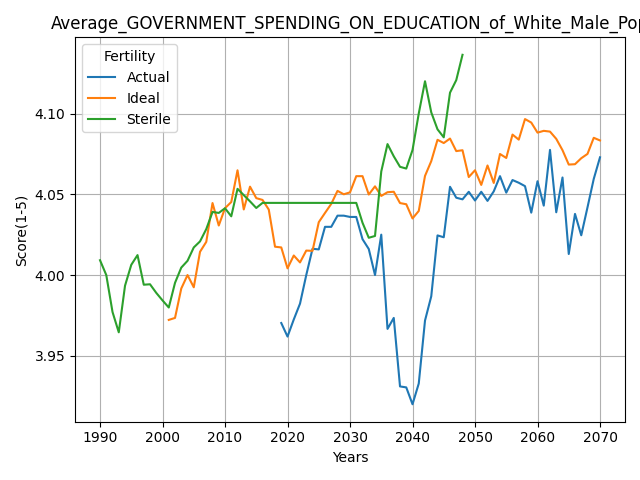 Average_GOVERNMENT_SPENDING_ON_EDUCATION_of_White_Male_Pop
Fertility
Actual
Ideal
Sterile
4.10
4.05
4.00
3.95
Score(1-5)
1990 2000 2010 2020 2030 2040 2050 2060 2070
Years